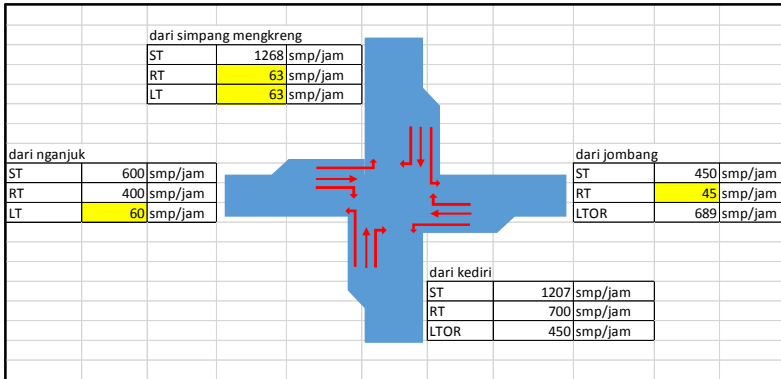 dari simpang mengkreng
ST 1268 smp/jam
RT 63 smp/jam
LT 63 smp/jam
dari nganjuk
ST 600 smp/jam
RT 400 smp/jam
LT 60 smp/jam
dari jombang
ST 450 smp/jam
RT 45 smp/jam
LTOR 689 smp/jam
dari kediri
ST 1207 smp/jam
RT 700 smp/jam
LTOR 450 smp/jam